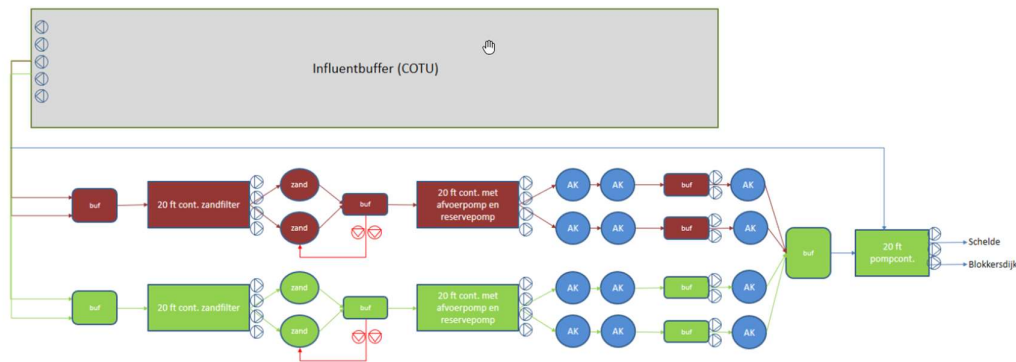 Influentbuffer (COTU)
buf
20 ft cont. zandfilter
zand
zand
buf
20 ft cont. met
afvoerpomp en
reservepomp
AK
AK
buf
AK
AK
AK
buf
AK
buf
20 ft
pompcont.
Schelde
Blokkersdijk
buf
20 ft cont. zandfilter
zand
zand
buf
20 ft cont. met
afvoerpomp en
reservepomp
AK
AK
buf
AK
AK
AK
buf
AK